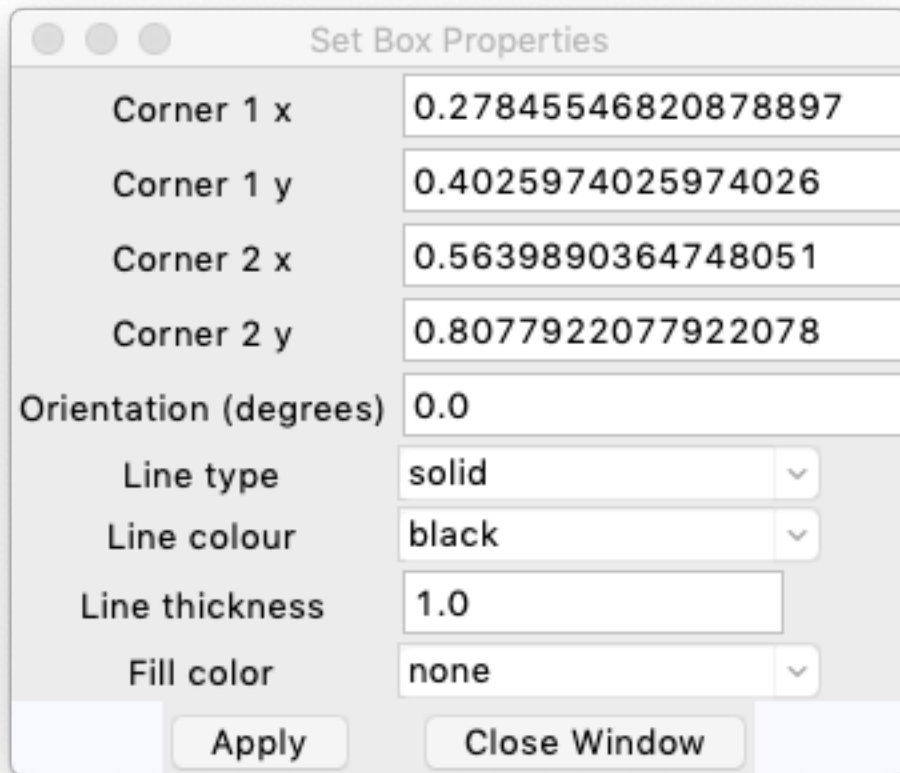 Set Box Properties
Corner 1 x 0.278455546820878897
Corner 1 y 0.4025974025974026
Corner 2 x 0.5639890364748051
Corner 2 y 0.8077922077922078
Orientation (degrees) 0.0
Line type solid
Line colour black
Line thickness 1.0
Fill color none
Apply Close Window